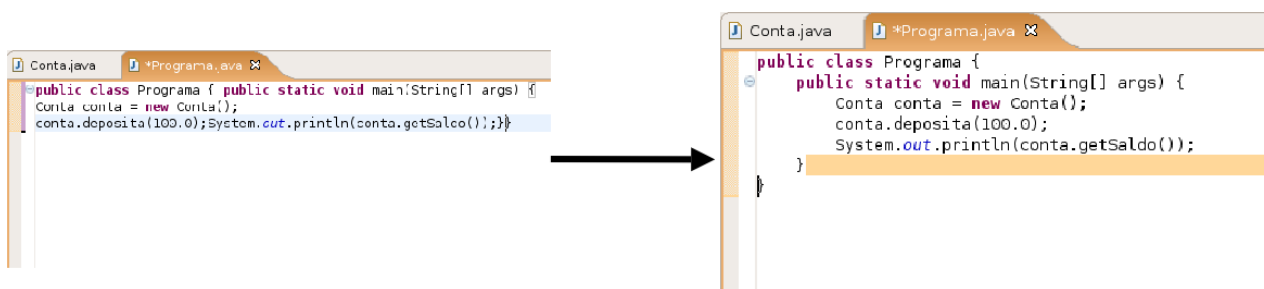 Conta.java *Programa.java
public class Programa { public static void main(String[] args) {
Conta conta = new Conta();
conta.deposita(100.0);System.out.println(conta.getSaldo());}}
Conta.java *Programa.java
public class Programa {
public static void main(String[] args) {
Conta conta = new Conta();
conta.deposita(100.0);
System.out.println(conta.getSaldo());
}
}